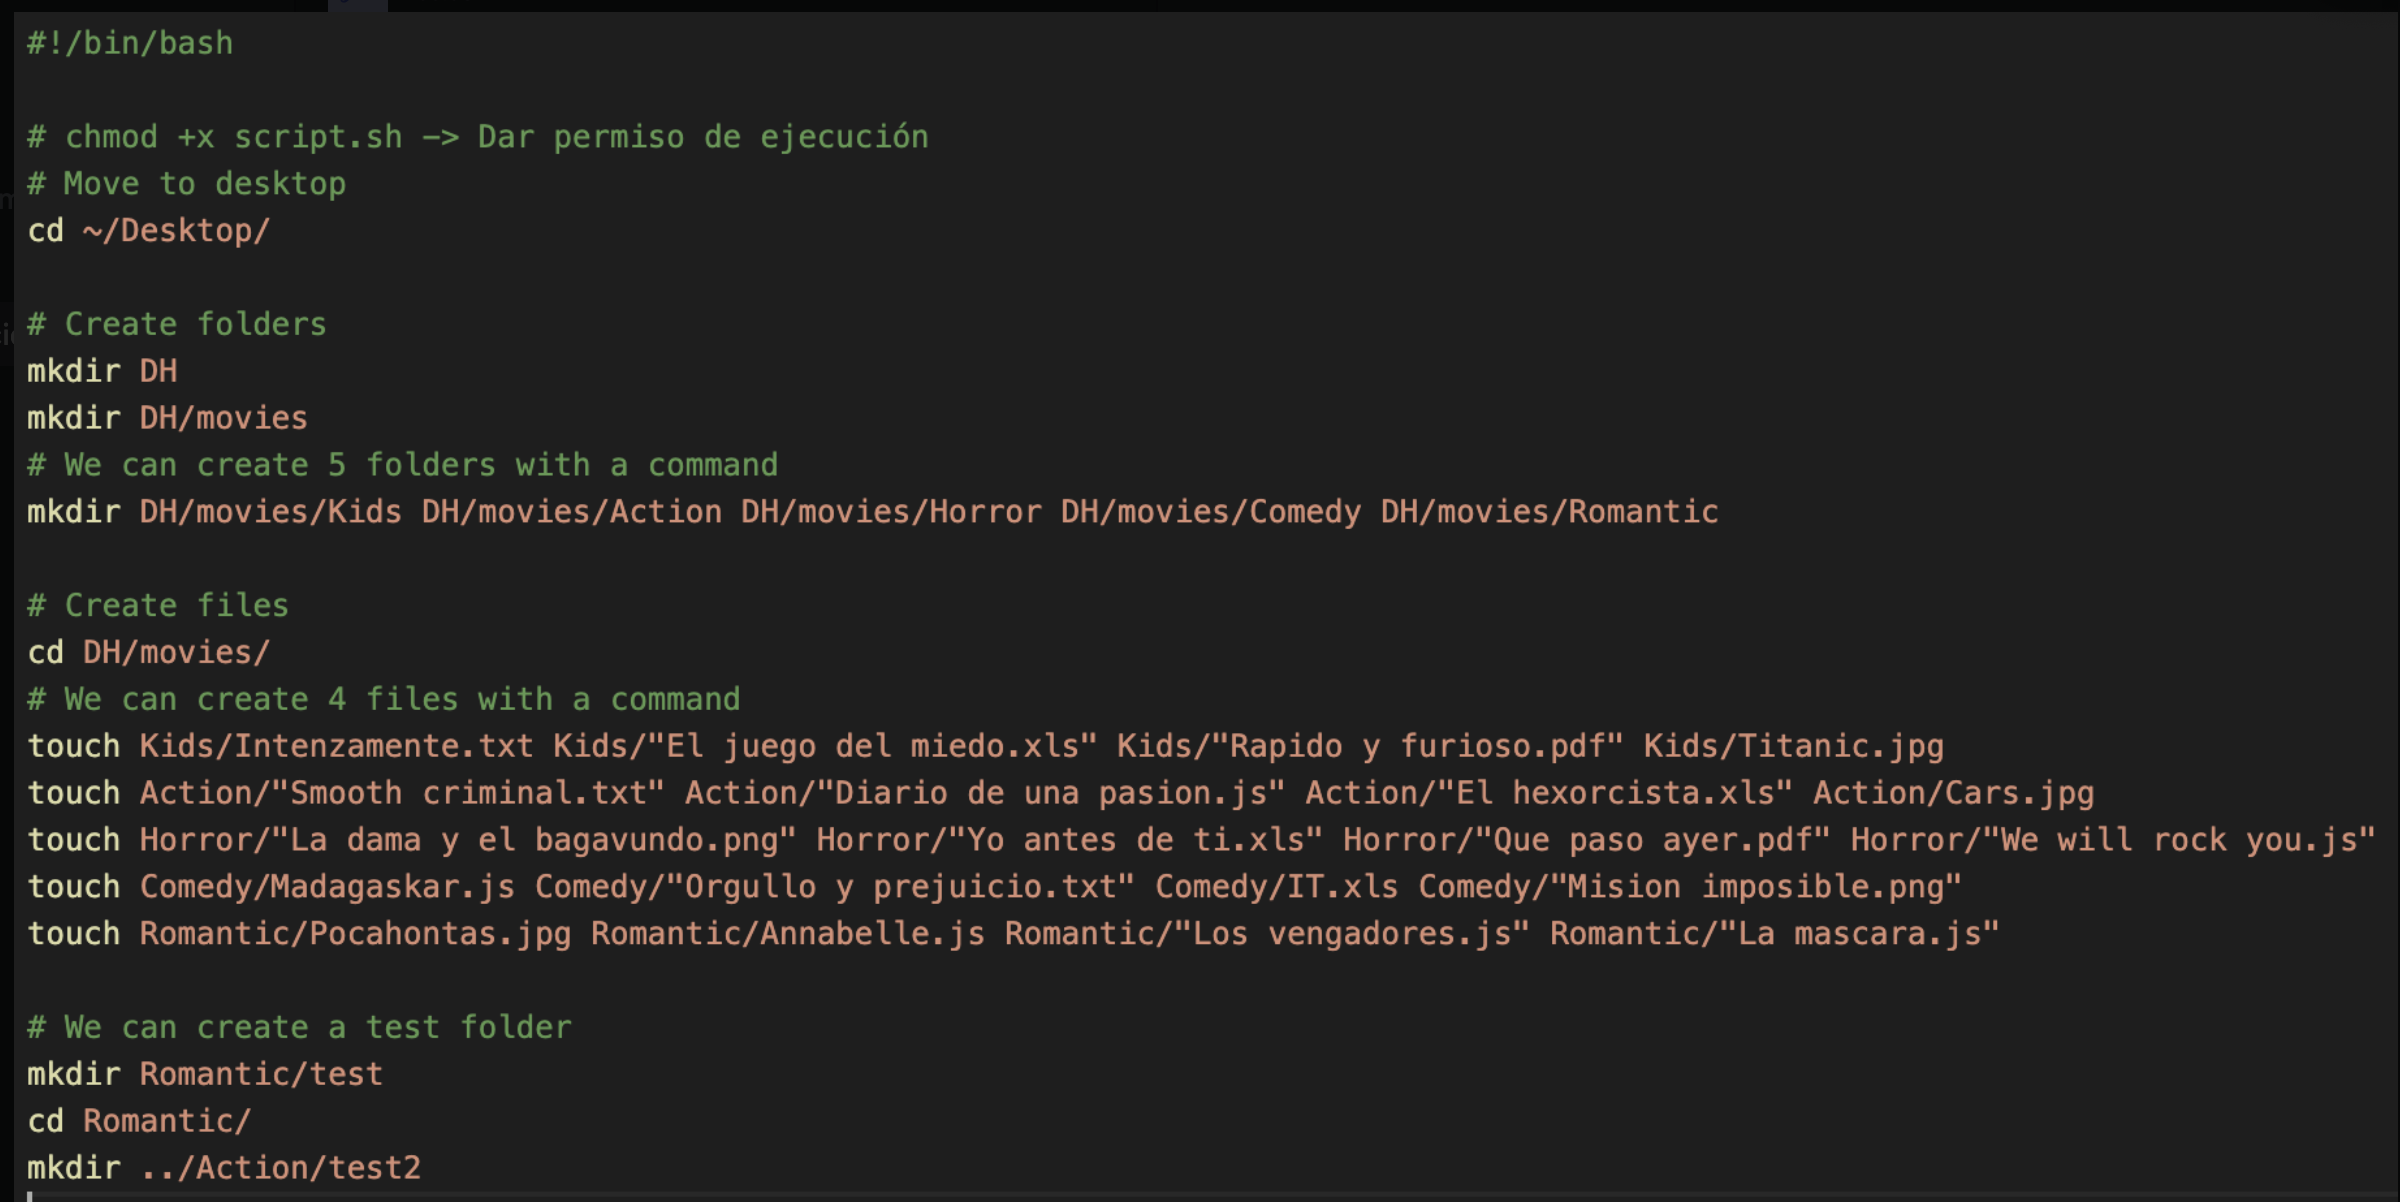 #!/bin/bash
# chmod +x script.sh -> Dar permiso de ejecución
# Move to desktop
cd ~/Desktop/
# Create folders
mkdir DH
mkdir DH/movies
# We can create 5 folders with a command
mkdir DH/movies/Kids DH/movies/Action DH/movies/Horror DH/movies/Comedy DH/movies/Romantic
# Create files
cd DH/movies/
# We can create 4 files with a command
touch Kids/Intenzamente.txt Kids/"El juego del miedo.xls" Kids/"Rapido y furioso.pdf" Kids/Titanic.jpg
touch Action/"Smooth criminal.txt" Action/"Diario de una pasion.js" Action/"El hexorcista.xls" Action/Cars.jpg
touch Horror/"La dama y el bagavundo.png" Horror/"Yo antes de ti.xls" Horror/"Que paso ayer.pdf" Horror/"We will rock you.js"
touch Comedy/Madagaskar.js Comedy/"Orgullo y prejuicio.txt" Comedy/IT.xls Comedy/"Mision imposible.png"
touch Romantic/Pocahontas.jpg Romantic/Annabelle.js Romantic/"Los vengadores.js" Romantic/"La mascara.js"
# We can create a test folder
mkdir Romantic/test
cd Romantic/
mkdir ../Action/test2